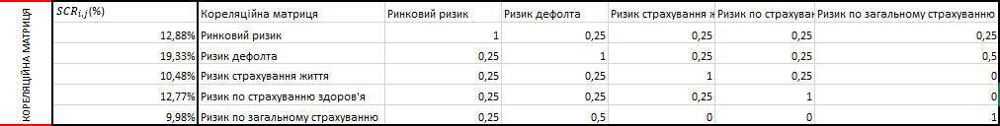 КОРЕЛЯЦІЙНА МАТРИЦЯ
SCRi,j(%) Кореляційна матриця Ринковий ризик Ризик дефолта Ризик страхування ж Ризик по страхуван Ризик по загальному страхуванню
12,88% Ринковий ризик 1 0,25 0,25 0,25 0,25
19,33% Ризик дефолта 0,25 1 0,25 0,25 0,5
10,48% Ризик страхування життя 0,25 0,25 1 0,25 0
12,77% Ризик по страхуванню здоров'я 0,25 0,25 0,25 1 0
9,98% Ризик по загальному страхуванню 0,25 0,5 0 0 1